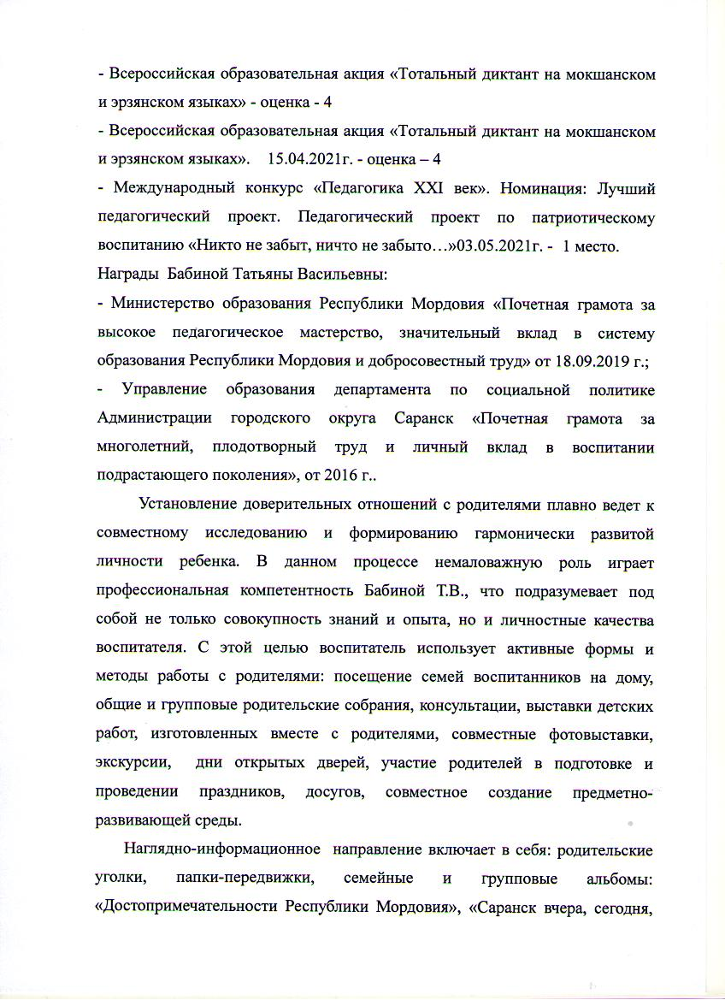 - Всероссийская образовательная акция «Тотальный диктант на мокшанском
и эрзянском языках» - оценка - 4
- Всероссийская образовательная акция «Тотальный диктант на мокшанском
и эрзянском языках». 15.04.2021г. - оценка – 4
- Международный конкурс «Педагогика XXI век». Номинация: Лучший
педагогический проект. Педагогический проект по патриотическому
воспитанию «Никто не забыт, ничто не забыто…»03.05.2021г. - 1 место.
Награды Бабиной Татьяны Васильевны:
- Министерство образования Республики Мордовия «Почетная грамота за
высокое педагогическое мастерство, значительный вклад в систему
образования Республики Мордовия и добросовестный труд» от 18.09.2019 г.;
- Управление образования департамента по социальной политике
Администрации городского округа Саранск «Почетная грамота за
многолетний, плодотворный труд и личный вклад в воспитании
подрастающего поколения», от 2016 г..
Установление доверительных отношений с родителями плавно ведет к
совместному исследованию и формированию гармонически развитой
личности ребенка. В данном процессе немаловажную роль играет
профессиональная компетентность Бабиной Т.В., что подразумевает под
собой не только совокупность знаний и опыта, но и личностные качества
воспитателя. С этой целью воспитатель использует активные формы и
методы работы с родителями: посещение семей воспитанников на дому,
общие и групповые родительские собрания, консультации, выставки детских
работ, изготовленных вместе с родителями, совместные фотовыставки,
экскурсии, дни открытых дверей, участие родителей в подготовке и
проведении праздников, досугов, совместное создание предметно-
развивающей среды.
Наглядно-информационное направление включает в себя: родительские
уголки, папки-передвижки, семейные и групповые альбомы:
«Достопримечательности Республики Мордовия», «Саранск вчера, сегодня,